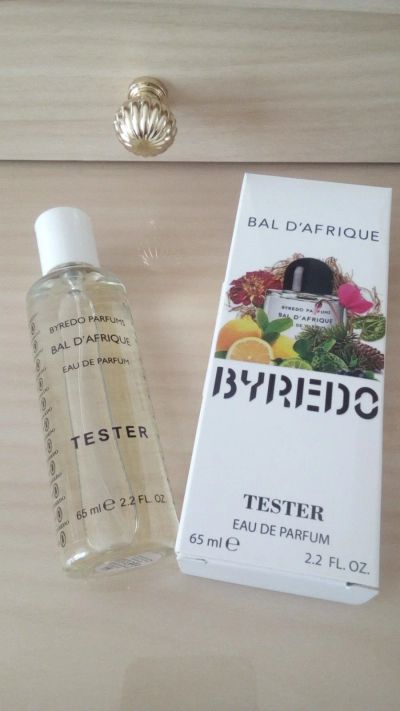 BYREDO PARFUMS
BAL D'AFRIQUE
EAU DE PARFUM
TESTER
65 ml e 2.2 FL. OZ.
BAL D'AFRIQUE
BYREDO PARFUMS
BAL D'AFRIQUE
BYREDO
TESTER
EAU DE PARFUM
65 ml e
2.2 FL. OZ.